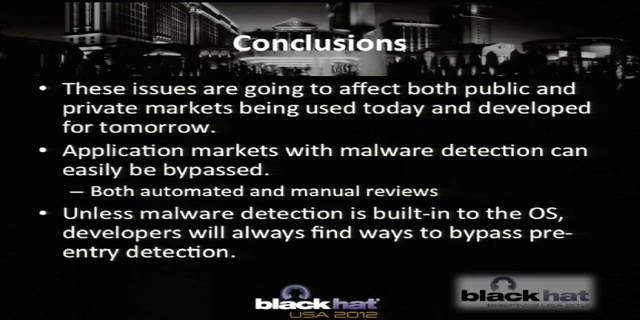 Conclusions
• These issues are going to affect both public and
private markets being used today and developed
for tomorrow.
• Application markets with malware detection can
easily be bypassed.
– Both automated and manual reviews
• Unless malware detection is built-in to the OS,
developers will always find ways to bypass pre-
entry detection.
black hat
USA 2012
black hat
USA 2012